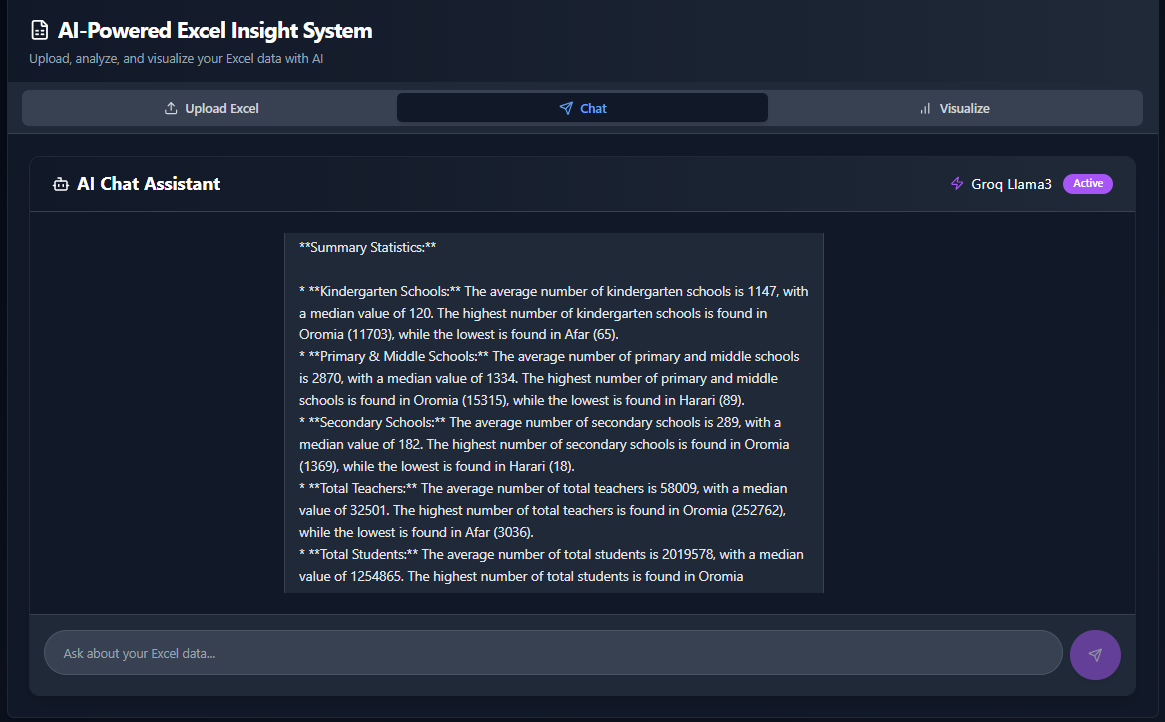 AI-Powered Excel Insight System
Upload, analyze, and visualize your Excel data with AI
Upload Excel
Chat
Visualize
AI Chat Assistant
Groq Llama3
Active
**Summary Statistics:**
* **Kindergarten Schools:** The average number of kindergarten schools is 1147, with
a median value of 120. The highest number of kindergarten schools is found in
Oromia (11703), while the lowest is found in Afar (65).
* **Primary & Middle Schools:** The average number of primary and middle schools
is 2870, with a median value of 1334. The highest number of primary and middle
schools is found in Oromia (15315), while the lowest is found in Harari (89).
* **Secondary Schools:** The average number of secondary schools is 289, with a
median value of 182. The highest number of secondary schools is found in Oromia
(1369), while the lowest is found in Harari (18).
* **Total Teachers:** The average number of total teachers is 58009, with a median
value of 32501. The highest number of total teachers is found in Oromia (252762),
while the lowest is found in Afar (3036).
* **Total Students:** The average number of total students is 2019578, with a median
value of 1254865. The highest number of total students is found in Oromia
Ask about your Excel data...